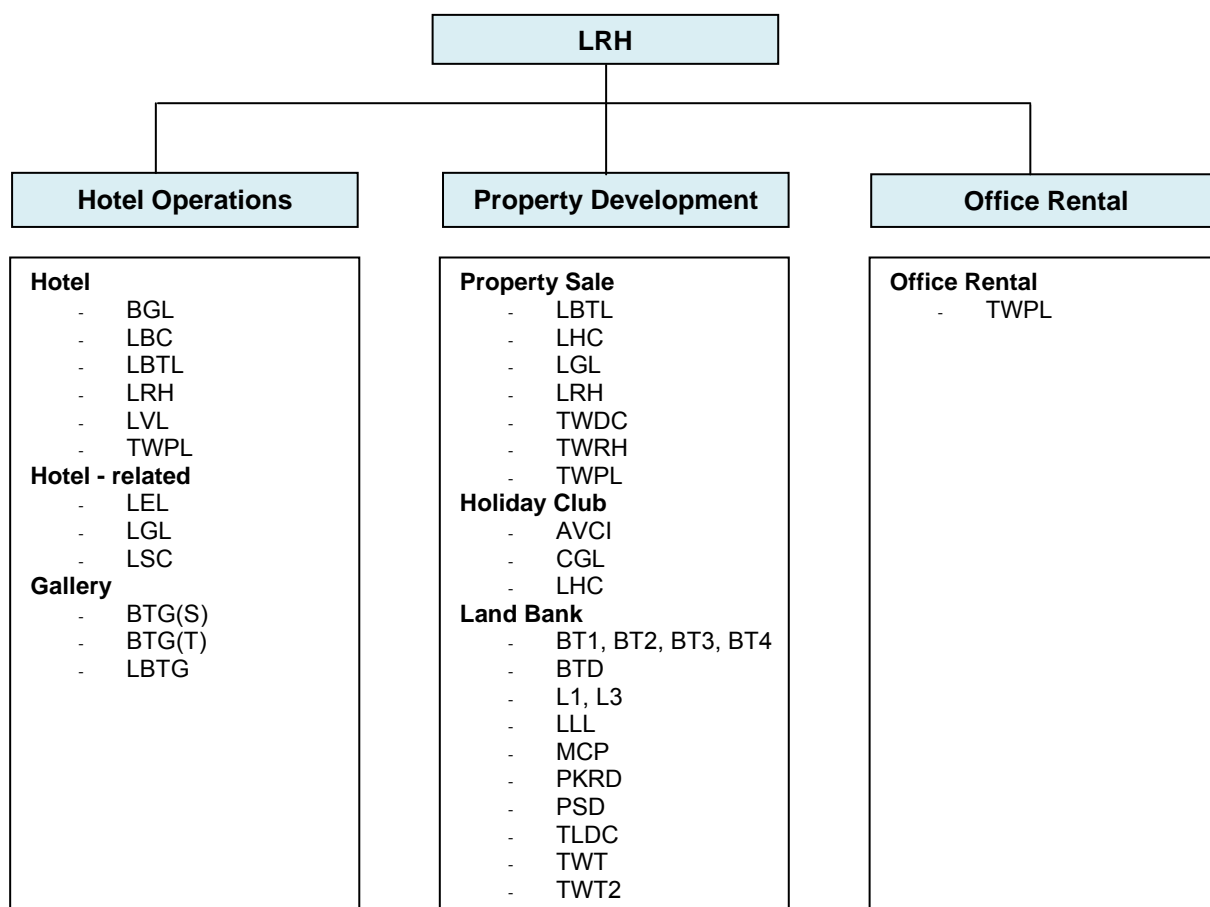 LRH
Hotel Operations
Property Development
Office Rental
Hotel
- BGL
- LBC
- LBTL
- LRH
- LVL
- TWPL
Hotel - related
- LEL
- LGL
- LSC
Gallery
- BTG(S)
- BTG(T)
- LBTG
Property Sale
- LBTL
- LHC
- LGL
- LRH
- TWDC
- TWRH
- TWPL
Holiday Club
- AVCI
- CGL
- LHC
Land Bank
- BT1, BT2, BT3, BT4
- BTD
- L1, L3
- LLL
- MCP
- PKRD
- PSD
- TLDC
- TWT
- TWT2
Office Rental
- TWPL